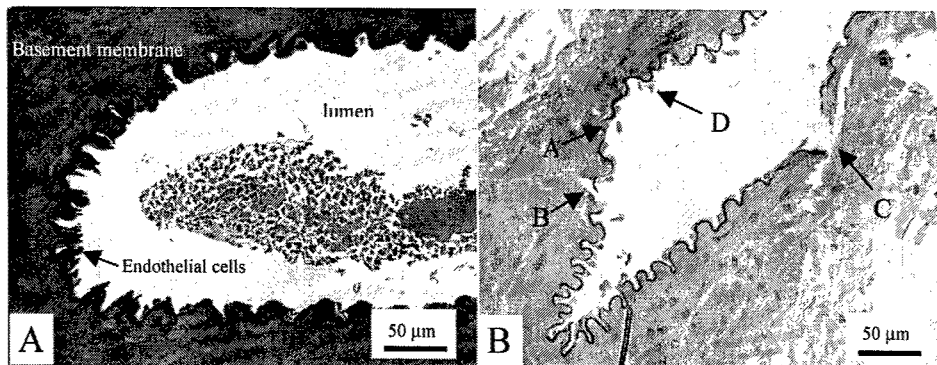 Basement membrane
lumen
Endothelial cells
A
50 μm
A
B
C
D
B
50 μm